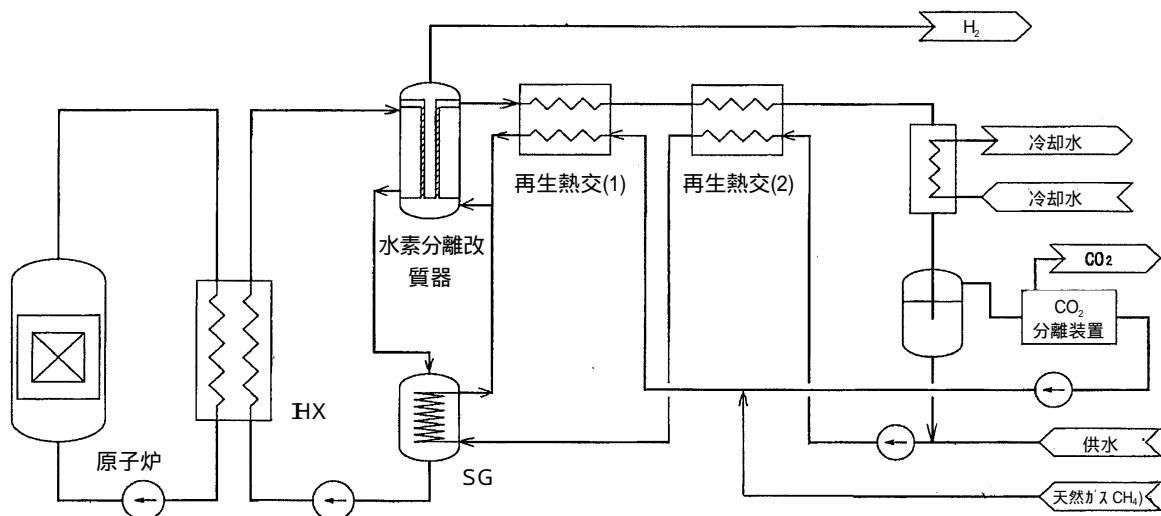 H2
冷却水
再生熱交(1)
再生熱交(2)
冷却水
水素分離改
質器
CO2
CO2
分離装置
IHX
原子炉
供水
SG
天然ガス CH4)